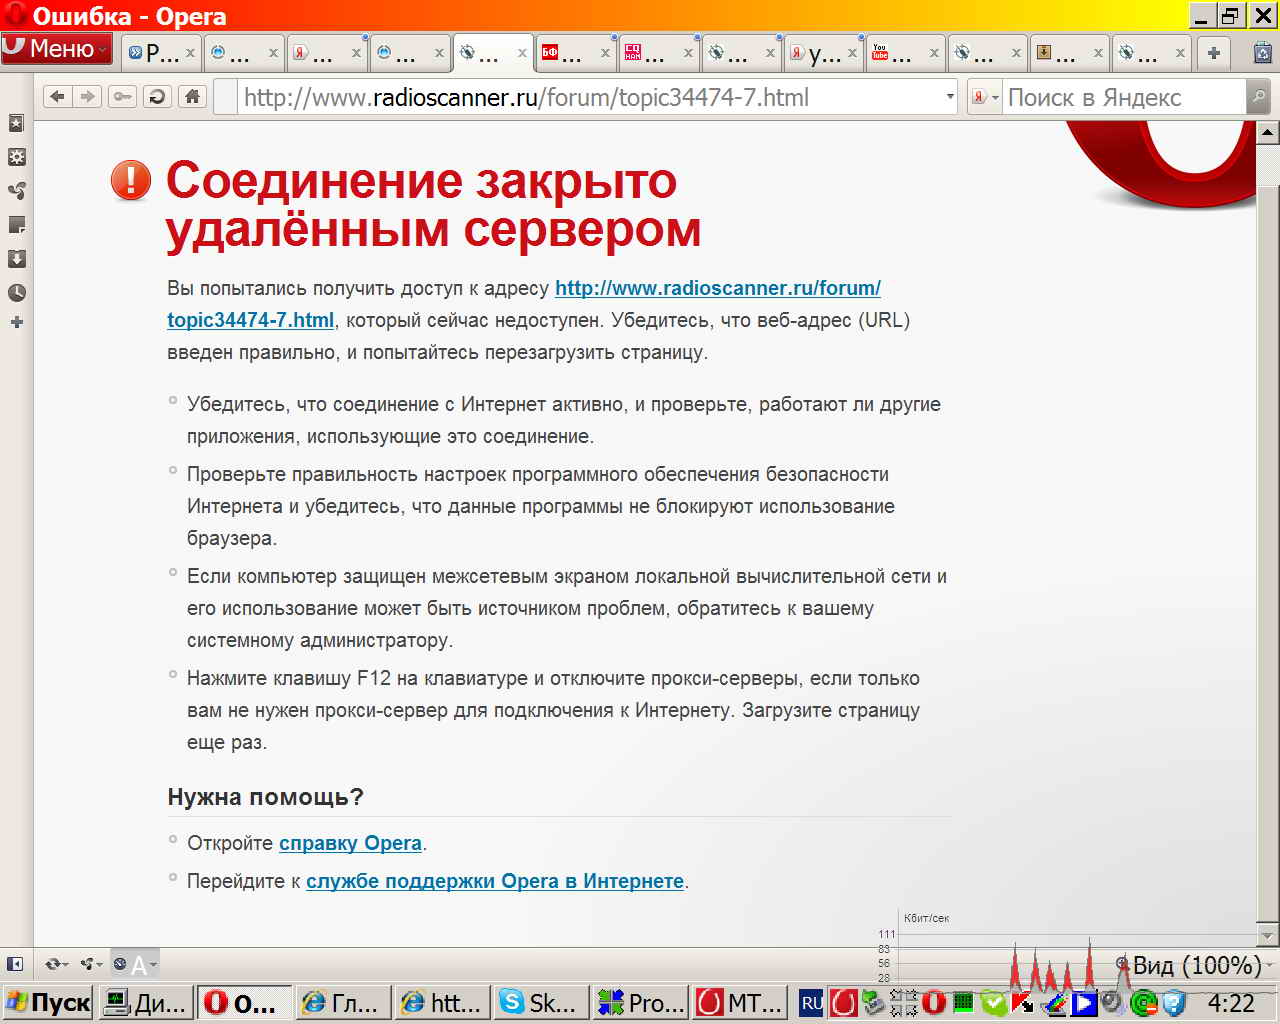 Ошибка - Opera
Меню
Р...
...
...
...
...
БФ ...
...
...
у...
You Tube ...
...
...
...
http://www.radioscanner.ru/forum/topic34474-7.html
Поиск в Яндекс
Соединение закрыто
удалённым сервером
Вы попытались получить доступ к адресу http://www.radioscanner.ru/forum/
topic34474-7.html, который сейчас недоступен. Убедитесь, что веб-адрес (URL)
введен правильно, и попытайтесь перезагрузить страницу.
Убедитесь, что соединение с Интернет активно, и проверьте, работают ли другие
приложения, использующие это соединение.
Проверьте правильность настроек программного обеспечения безопасности
Интернета и убедитесь, что данные программы не блокируют использование
браузера.
Если компьютер защищен межсетевым экраном локальной вычислительной сети и
его использование может быть источником проблем, обратитесь к вашему
системному администратору.
Нажмите клавишу F12 на клавиатуре и отключите прокси-серверы, если только
вам не нужен прокси-сервер для подключения к Интернету. Загрузите страницу
еще раз.
Нужна помощь?
Откройте справку Opera.
Перейдите к службе поддержки Opera в Интернете.
Кбит/сек
111
83
56
28
A
Вид (100%)
Пуск
Ди...
О...
Гл...
htt...
Sk...
Pro...
МТ...
RU
4:22